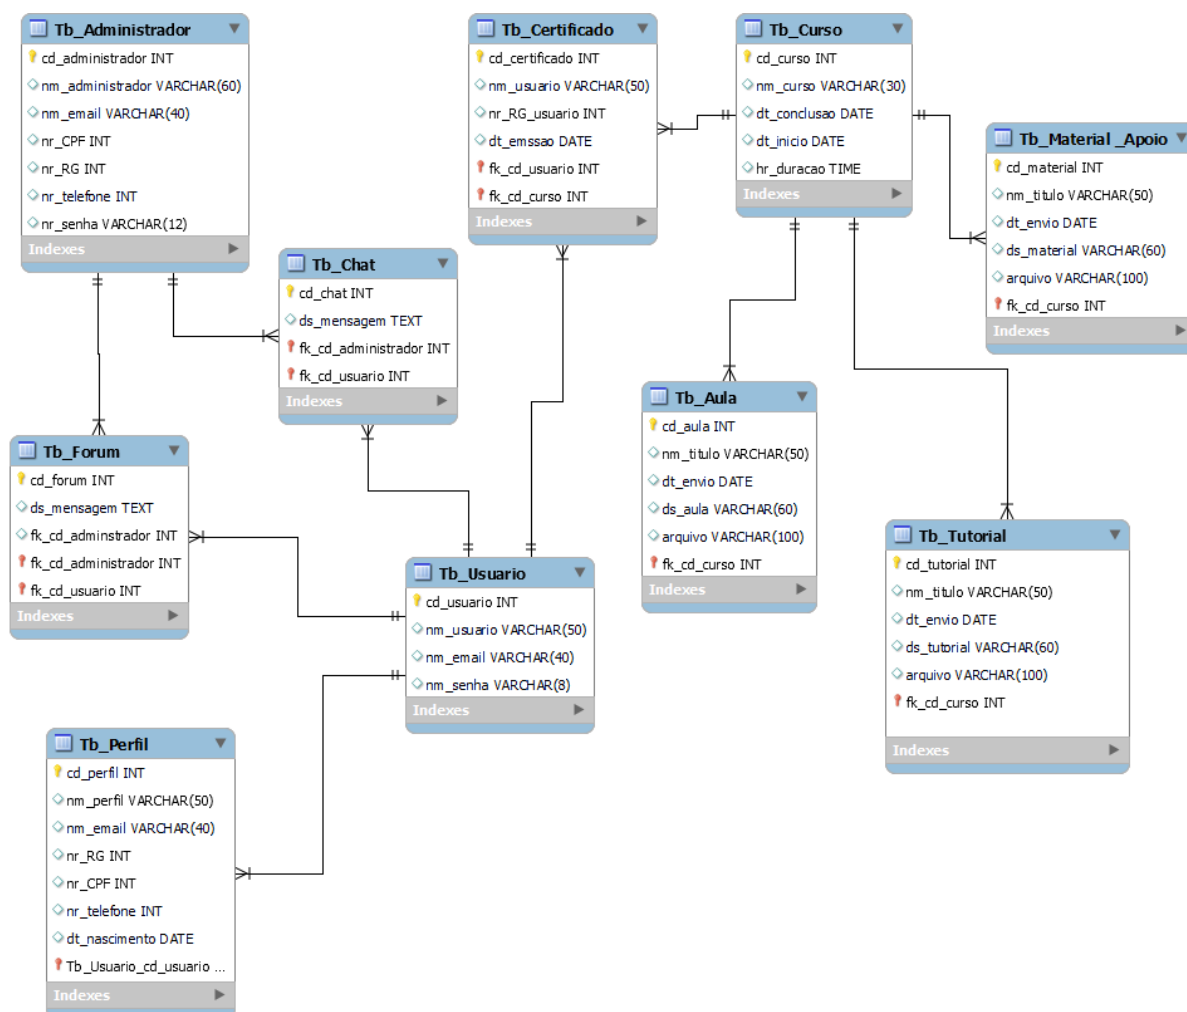 Tb_Administrador
cd_administrador INT
nm_administrador VARCHAR(60)
nm_email VARCHAR(40)
nr_CPF INT
nr_RG INT
nr_telefone INT
nr_senha VARCHAR(12)
Indexes
Tb_Certificado
cd_certificado INT
nm_usuario VARCHAR(50)
nr_RG_usuario INT
dt_emssao DATE
fk_cd_usuario INT
fk_cd_curso INT
Indexes
Tb_Curso
cd_curso INT
nm_curso VARCHAR(30)
dt_conclusao DATE
dt_inicio DATE
hr_duracao TIME
Indexes
Tb_Material _Apoio
cd_material INT
nm_titulo VARCHAR(50)
dt_envio DATE
ds_material VARCHAR(60)
arquivo VARCHAR(100)
fk_cd_curso INT
Indexes
Tb_Chat
cd_chat INT
ds_mensagem TEXT
fk_cd_administrador INT
fk_cd_usuario INT
Indexes
Tb_Forum
cd_forum INT
ds_mensagem TEXT
fk_cd_adminstrador INT
fk_cd_administrador INT
fk_cd_usuario INT
Indexes
Tb_Aula
cd_aula INT
nm_titulo VARCHAR(50)
dt_envio DATE
ds_aula VARCHAR(60)
arquivo VARCHAR(100)
fk_cd_curso INT
Indexes
Tb_Tutorial
cd_tutorial INT
nm_titulo VARCHAR(50)
dt_envio DATE
ds_tutorial VARCHAR(60)
arquivo VARCHAR(100)
fk_cd_curso INT
Indexes
Tb_Usuario
cd_usuario INT
nm_usuario VARCHAR(50)
nm_email VARCHAR(40)
nm_senha VARCHAR(8)
Indexes
Tb_Perfil
cd_perfil INT
nm_perfil VARCHAR(50)
nm_email VARCHAR(40)
nr_RG INT
nr_CPF INT
nr_telefone INT
dt_nascimento DATE
Tb_Usuario_cd_usuario ...
Indexes